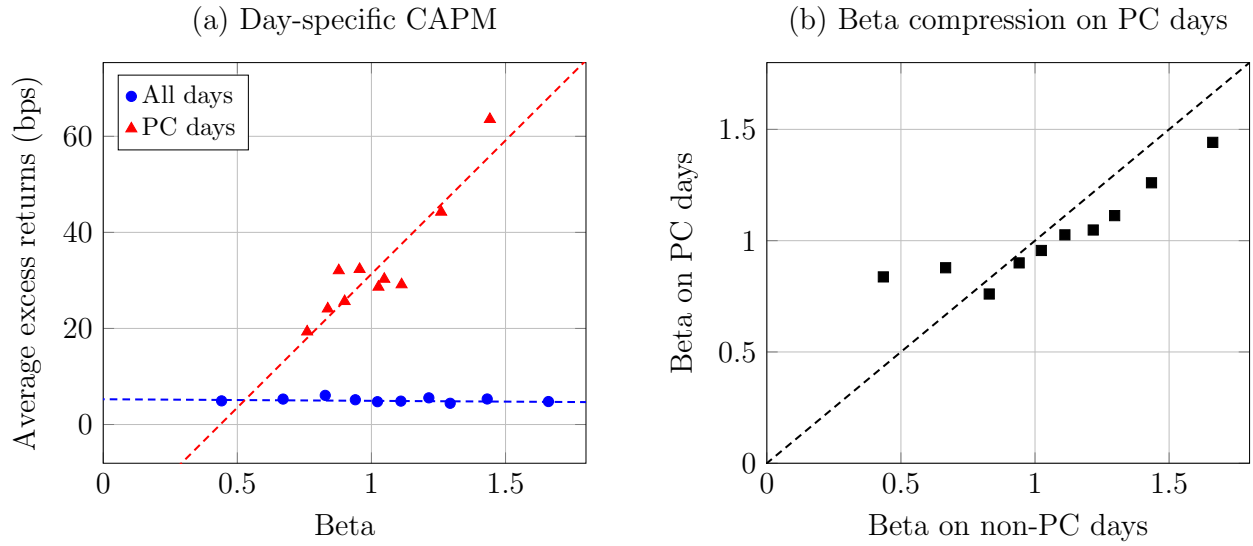 (a) Day-specific CAPM
Average excess returns (bps)
60
40
20
0
All days
PC days
0
0.5
1
1.5
Beta
(b) Beta compression on PC days
Beta on PC days
1.5
1
0.5
0
0
0.5
1
1.5
Beta on non-PC days